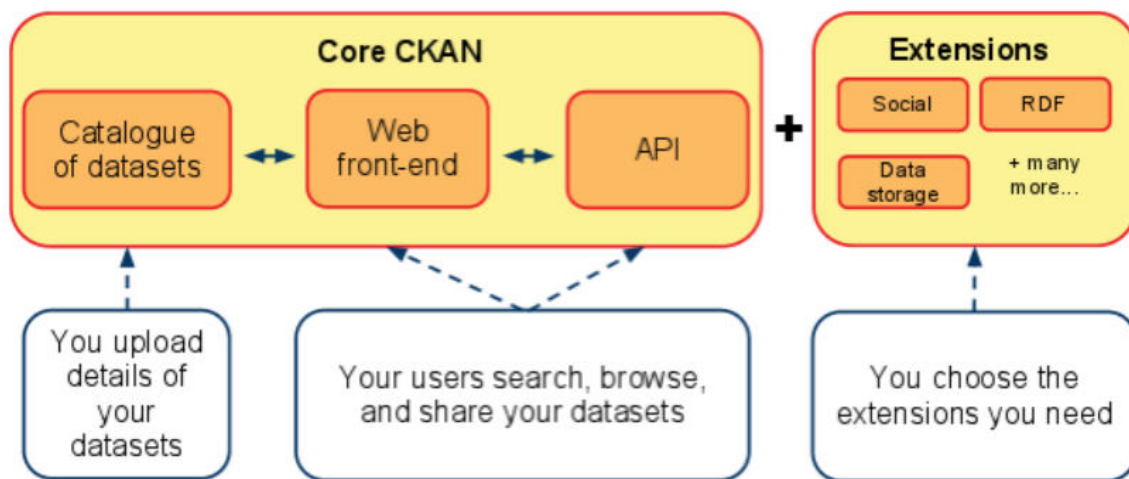 Core CKAN
Catalogue
of datasets
Web
front-end
API
+
Extensions
Social
RDF
Data
storage
+ many
more...
You upload
details of
your
datasets
Your users search, browse,
and share your datasets
You choose the
extensions you need